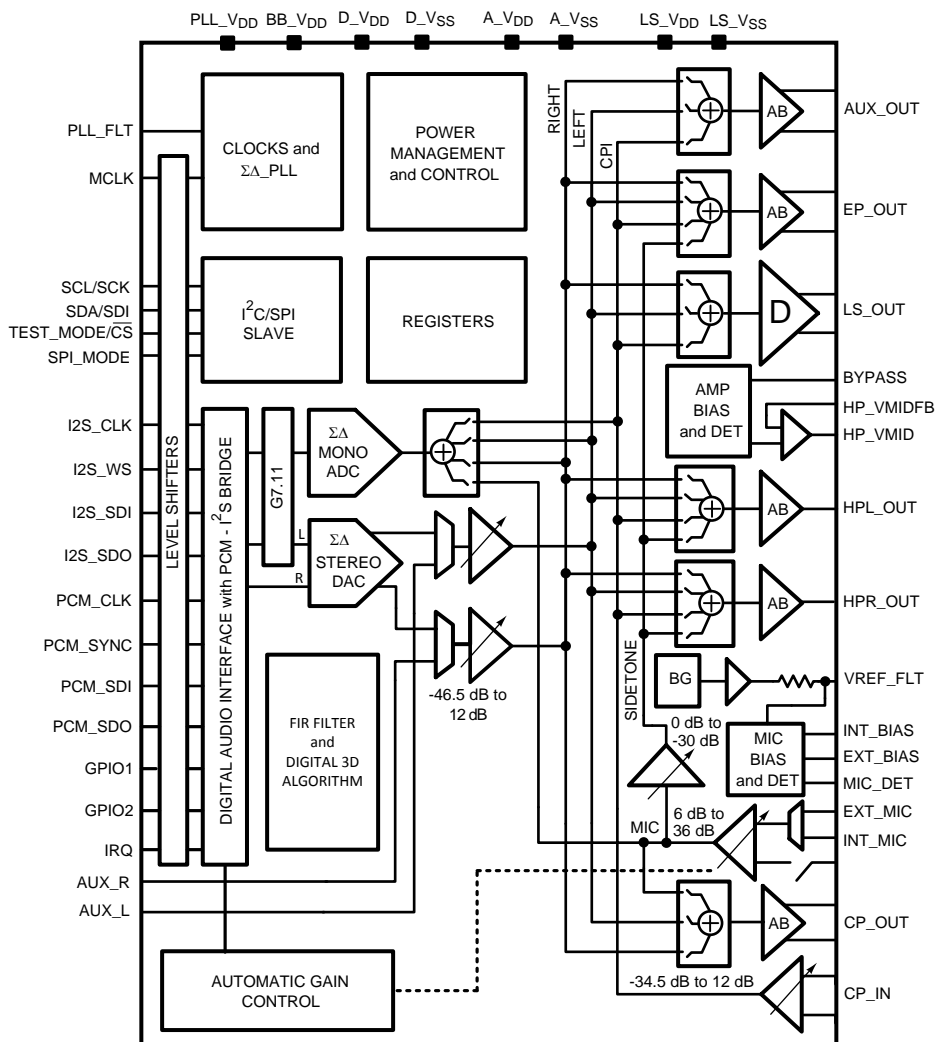 PLL_VDD BB_VDD D_VDD D_VSS A_VDD A_VSS LS_VDD LS_VSS
PLL_FLT
MCLK
SCL/SCK
SDA/SDI
TEST_MODE/C̅S̅
SPI_MODE
I2S_CLK
I2S_WS
I2S_SDI
I2S_SDO
PCM_CLK
PCM_SYNC
PCM_SDI
PCM_SDO
GPIO1
GPIO2
IRQ
AUX_R
AUX_L
LEVEL SHIFTERS
DIGITAL AUDIO INTERFACE with PCM - I²S BRIDGE
CLOCKS and
ΣΔ_PLL
POWER
MANAGEMENT
and CONTROL
I²C/SPI
SLAVE
REGISTERS
G7.11
ΣΔ
MONO
ADC
L
R
ΣΔ
STEREO
DAC
-46.5 dB to
12 dB
FIR FILTER
and
DIGITAL 3D
ALGORITHM
AUTOMATIC GAIN
CONTROL
RIGHT
LEFT
CPI
SIDETONE
0 dB to
-30 dB
MIC
6 dB to
36 dB
-34.5 dB to 12 dB
AB
AUX_OUT
AB
EP_OUT
D
LS_OUT
AMP
BIAS
and DET
BYPASS
HP_VMIDFB
HP_VMID
AB
HPL_OUT
AB
HPR_OUT
BG
VREF_FLT
MIC
BIAS
and DET
INT_BIAS
EXT_BIAS
MIC_DET
EXT_MIC
INT_MIC
AB
CP_OUT
CP_IN